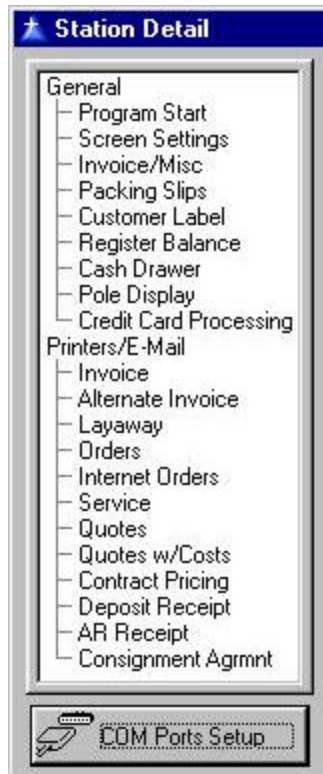 Station Detail
General
Program Start
Screen Settings
Invoice/Misc
Packing Slips
Customer Label
Register Balance
Cash Drawer
Pole Display
Credit Card Processing
Printers/E-Mail
Invoice
Alternate Invoice
Layaway
Orders
Internet Orders
Service
Quotes
Quotes w/Costs
Contract Pricing
Deposit Receipt
AR Receipt
Consignment Agrmnt
COM Ports Setup